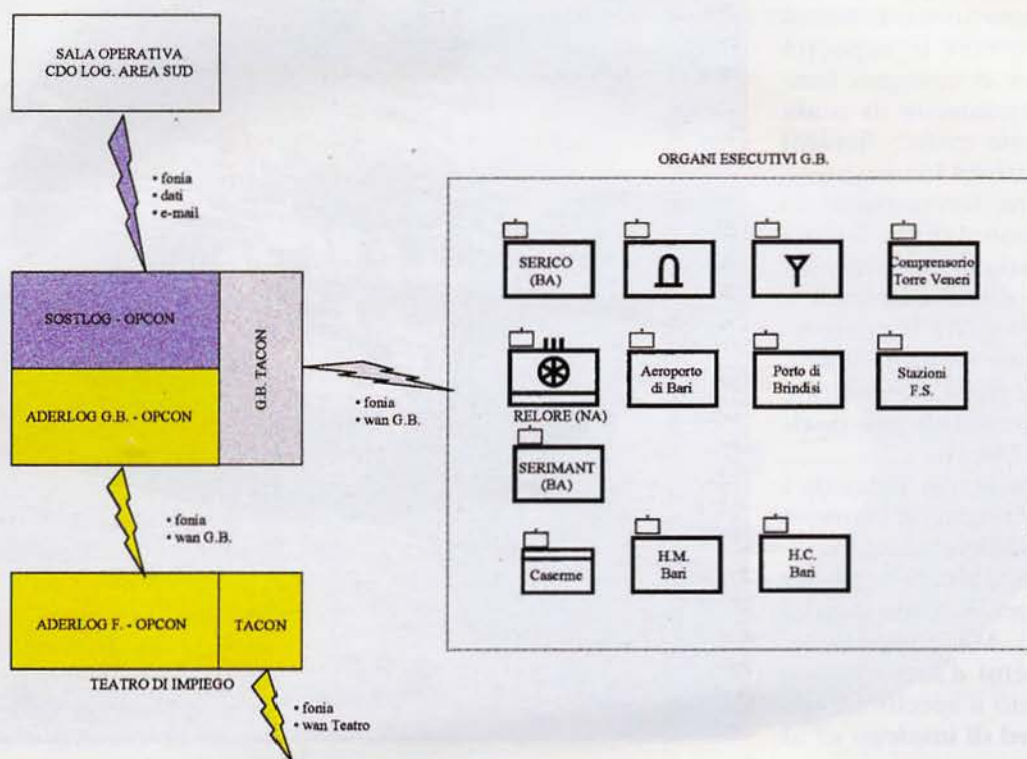 SALA OPERATIVA
CDO LOG. AREA SUD
• fonia
• dati
• e-mail
SOSTLOG - OPCON
ADERLOG G.B. - OPCON
G.B. TACON
• fonia
• wan G.B.
• fonia
• wan G.B.
ADERLOG F. - OPCON
TACON
TEATRO DI IMPIEGO
• fonia
• wan Teatro
ORGANI ESECUTIVI G.B.
SERICO
(BA)
Comprensorio
Torre Veneri
RELORE (NA)
Aeroporto
di Bari
Porto di
Brindisi
Stazioni
F.S.
SERIMANT
(BA)
Caserme
H.M.
Bari
H.C.
Bari